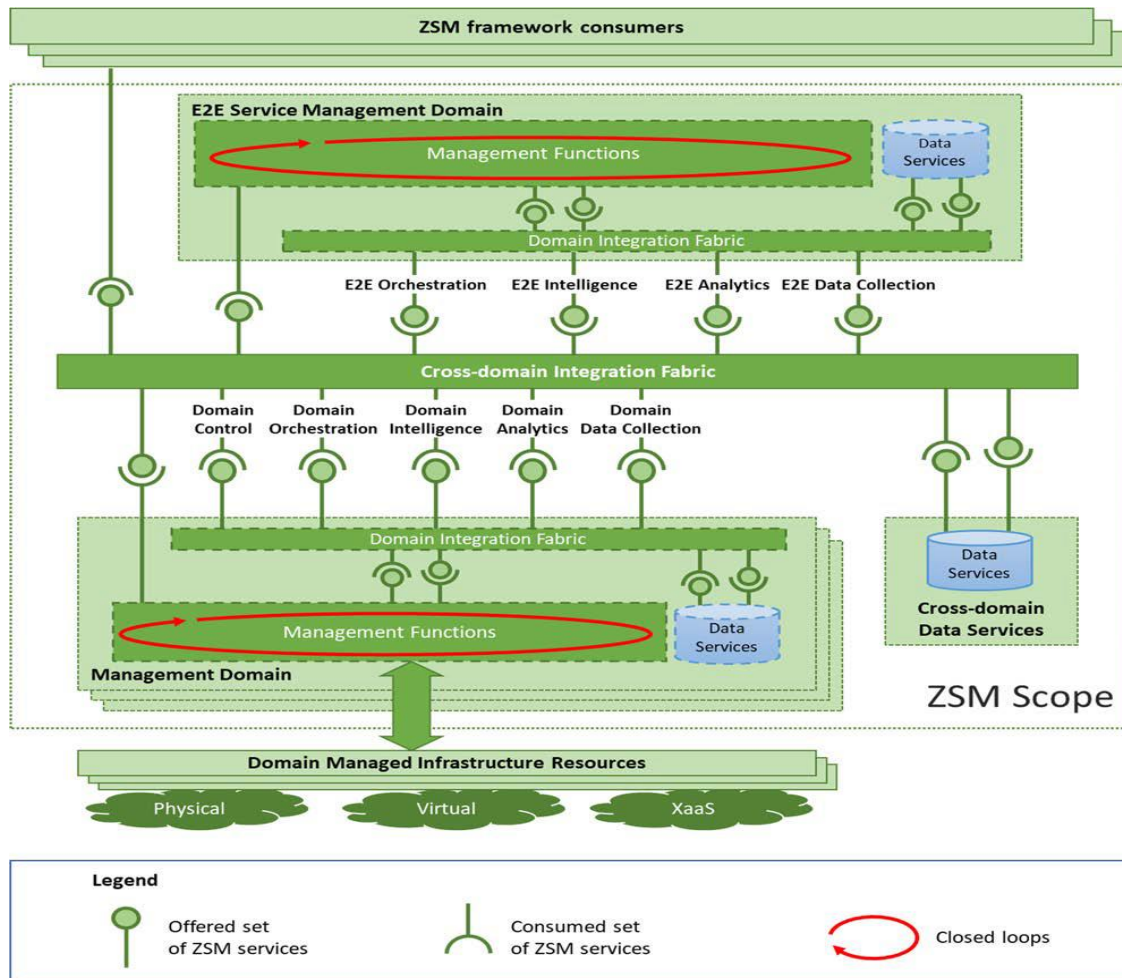 ZSM framework consumers
E2E Service Management Domain
Management Functions
Data
Services
Domain Integration Fabric
E2E Orchestration
E2E Intelligence
E2E Analytics
E2E Data Collection
Cross-domain Integration Fabric
Domain
Control
Domain
Orchestration
Domain
Intelligence
Domain
Analytics
Domain
Data Collection
Domain Integration Fabric
Data
Services
Cross-domain
Data Services
Management Functions
Data
Services
Management Domain
ZSM Scope
Domain Managed Infrastructure Resources
Physical
Virtual
XaaS
Legend
Offered set
of ZSM services
Consumed set
of ZSM services
Closed loops